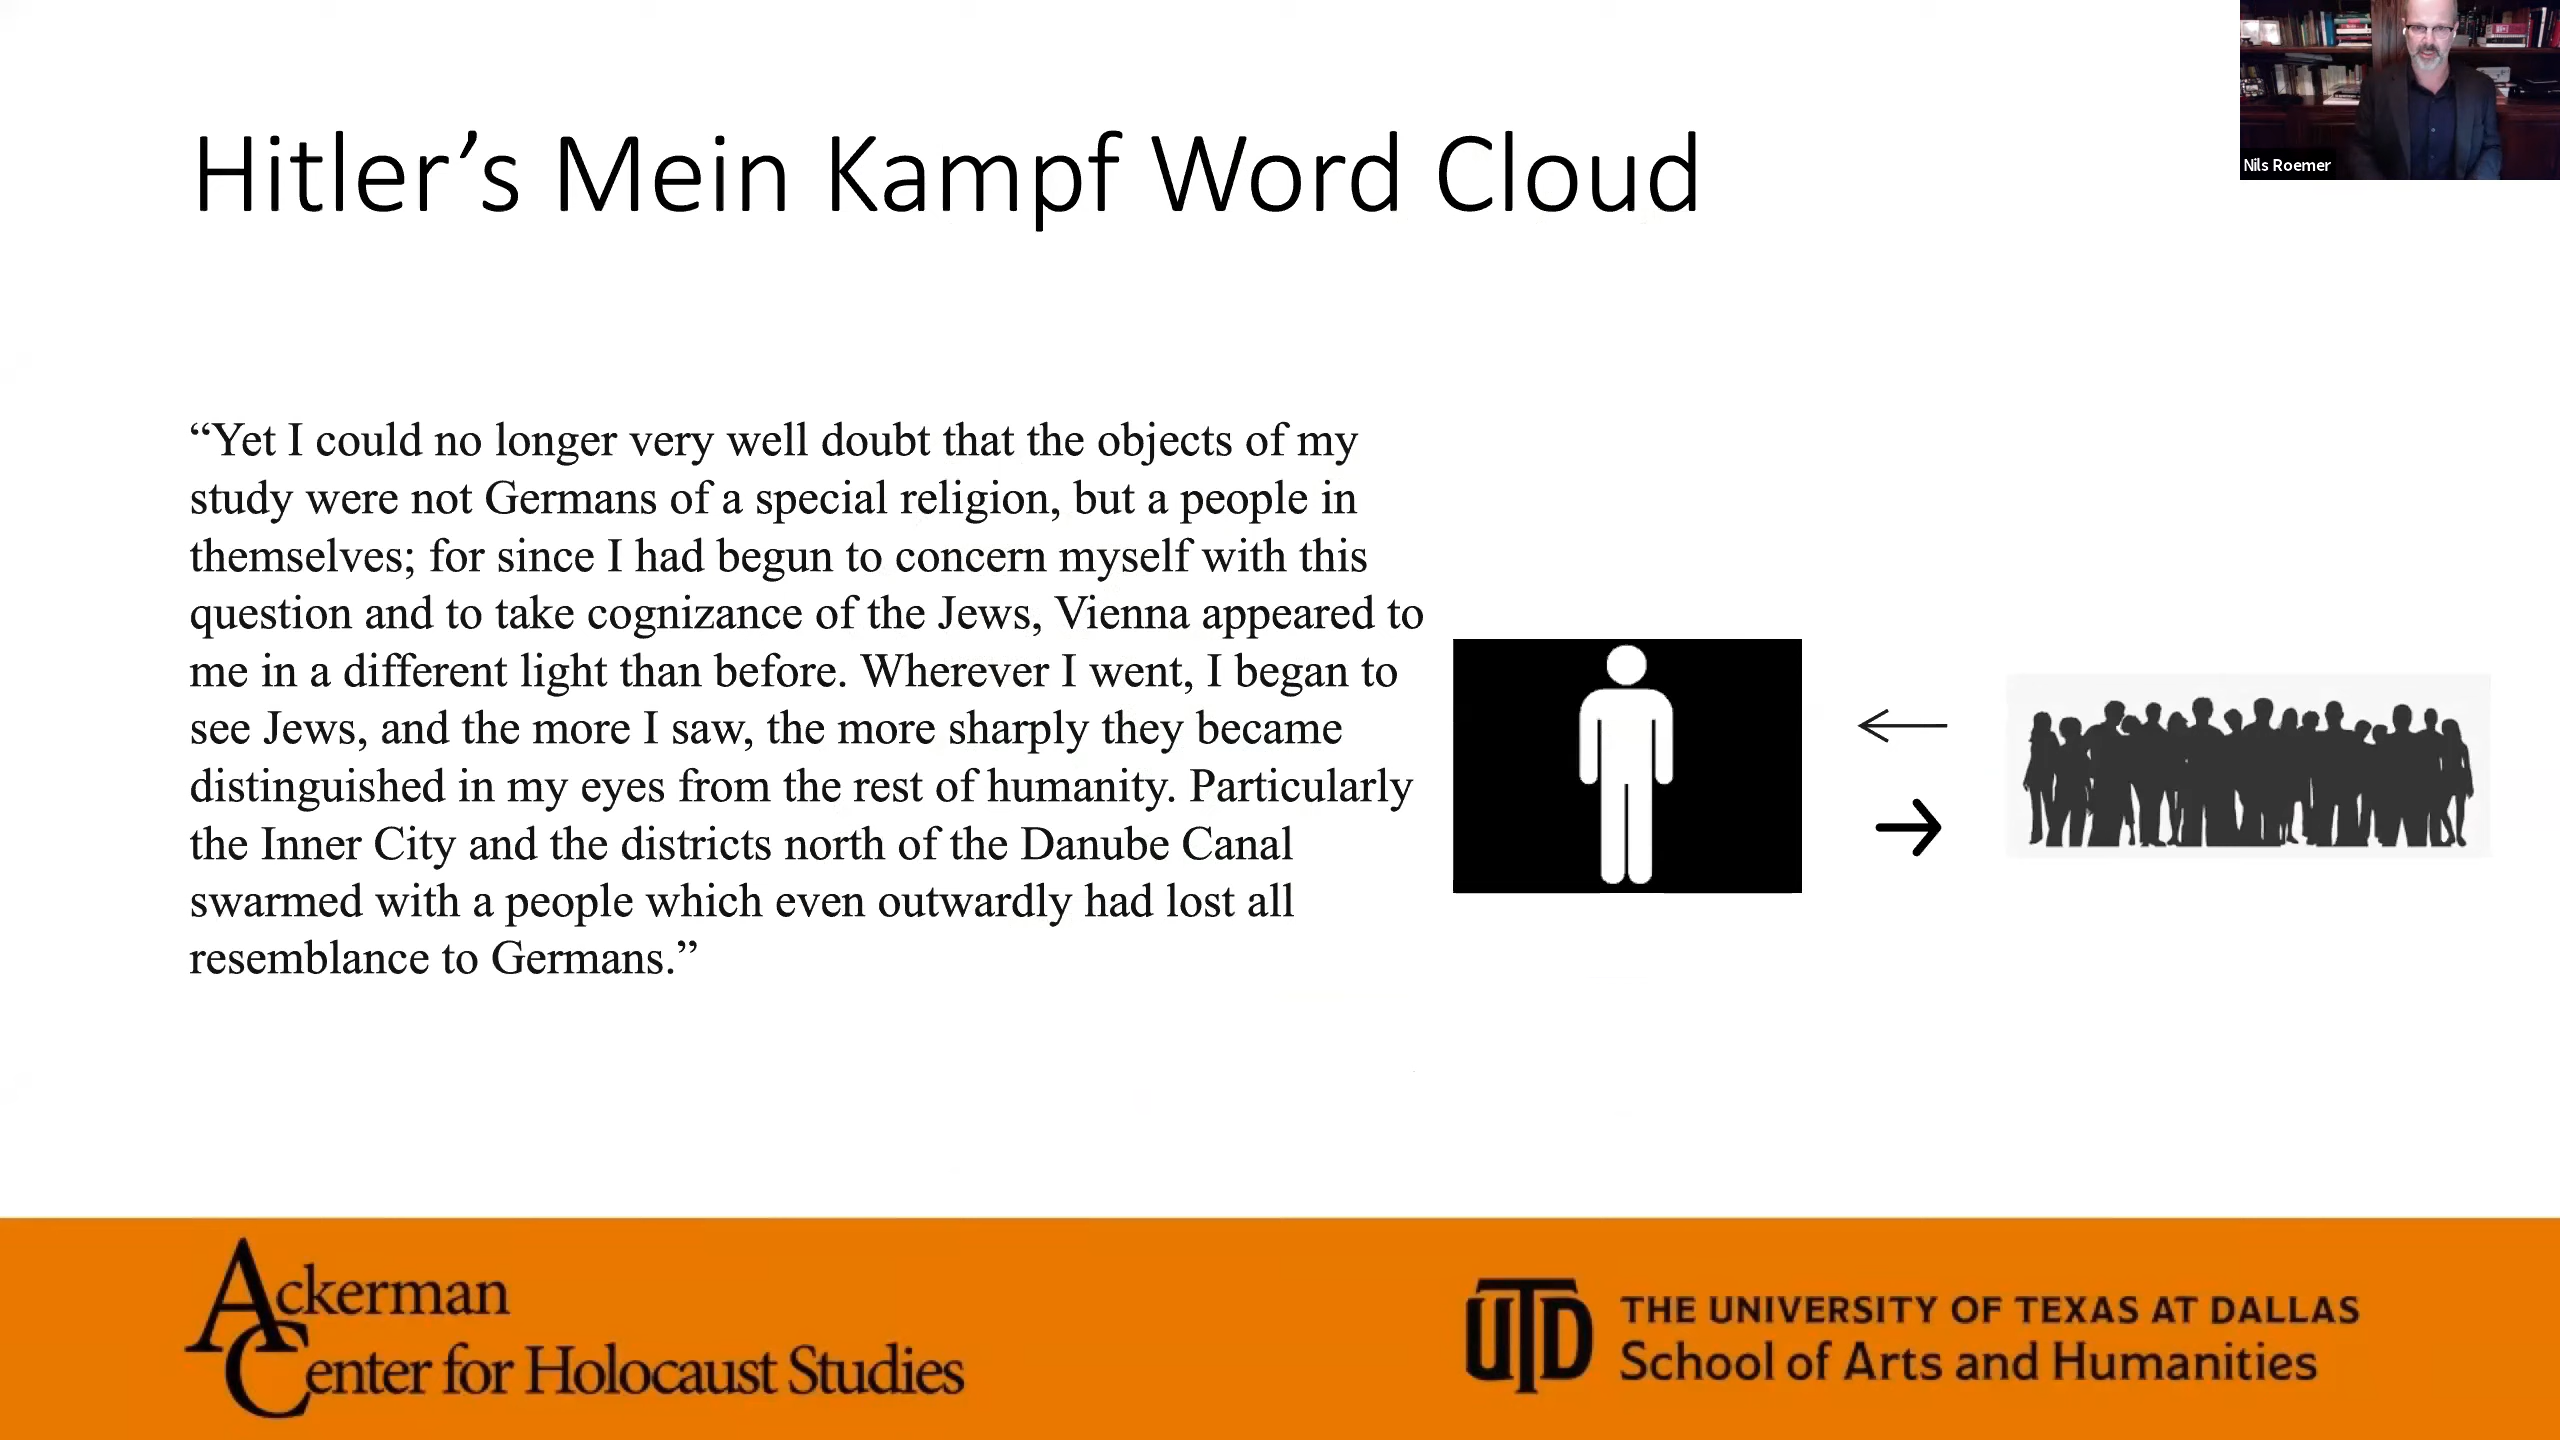 Hitler’s Mein Kampf Word Cloud
Nils Roemer
“Yet I could no longer very well doubt that the objects of my
study were not Germans of a special religion, but a people in
themselves; for since I had begun to concern myself with this
question and to take cognizance of the Jews, Vienna appeared to
me in a different light than before. Wherever I went, I began to
see Jews, and the more I saw, the more sharply they became
distinguished in my eyes from the rest of humanity. Particularly
the Inner City and the districts north of the Danube Canal
swarmed with a people which even outwardly had lost all
resemblance to Germans.”
Ackerman
Center for Holocaust Studies
UTD
THE UNIVERSITY OF TEXAS AT DALLAS
School of Arts and Humanities